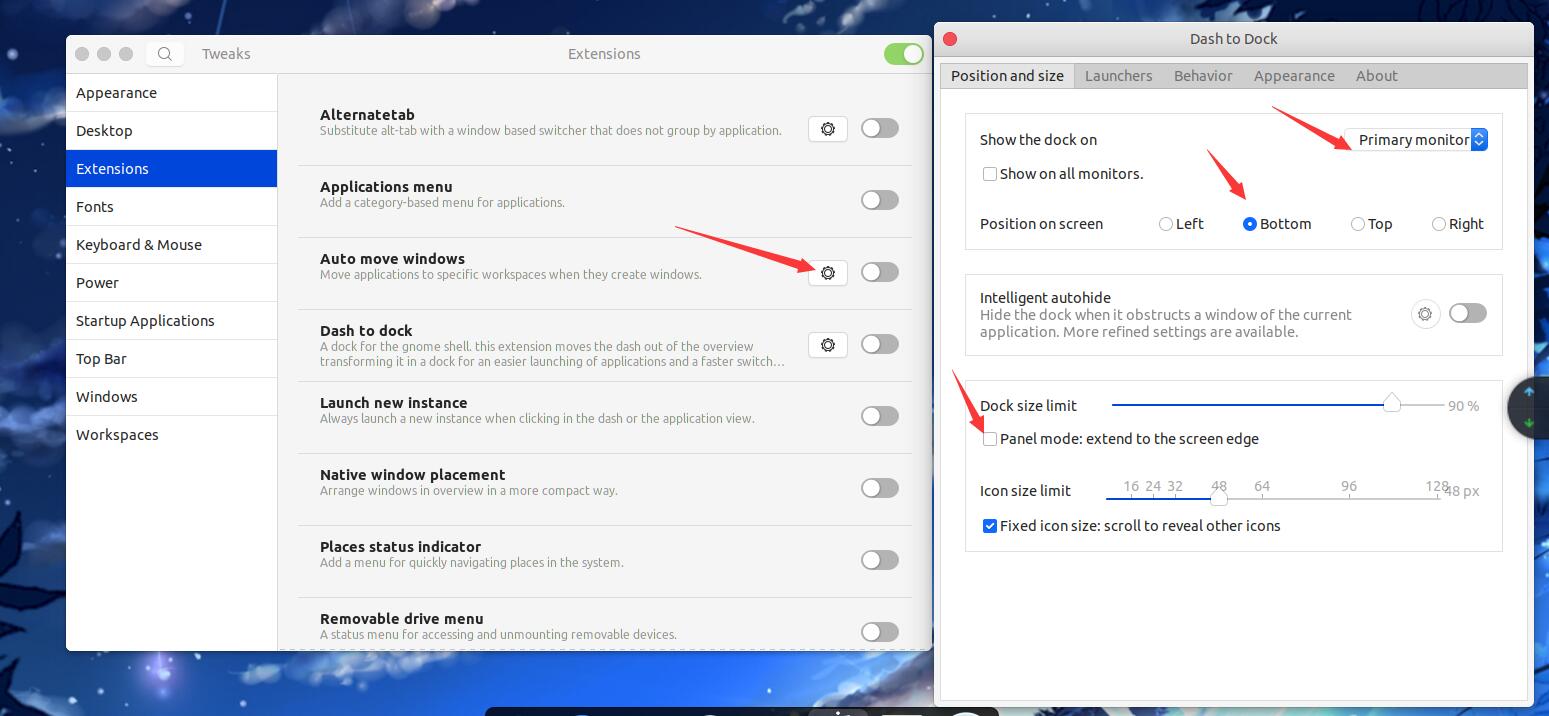 Tweaks
Extensions
Appearance
Desktop
Extensions
Fonts
Keyboard & Mouse
Power
Startup Applications
Top Bar
Windows
Workspaces
Alternatetab
Substitute alt-tab with a window based switcher that does not group by application.
Applications menu
Add a category-based menu for applications.
Auto move windows
Move applications to specific workspaces when they create windows.
Dash to dock
A dock for the gnome shell. this extension moves the dash out of the overview
transforming it in a dock for an easier launching of applications and a faster switch…
Launch new instance
Always launch a new instance when clicking in the dash or the application view.
Native window placement
Arrange windows in overview in a more compact way.
Places status indicator
Add a menu for quickly navigating places in the system.
Removable drive menu
A status menu for accessing and unmounting removable devices.
Dash to Dock
Position and size Launchers Behavior Appearance About
Show the dock on Primary monitor
Show on all monitors.
Position on screen Left Bottom Top Right
Intelligent autohide
Hide the dock when it obstructs a window of the current
application. More refined settings are available.
Dock size limit 90 %
Panel mode: extend to the screen edge
Icon size limit 16 24 32 48 64 96 128 48 px
Fixed icon size: scroll to reveal other icons